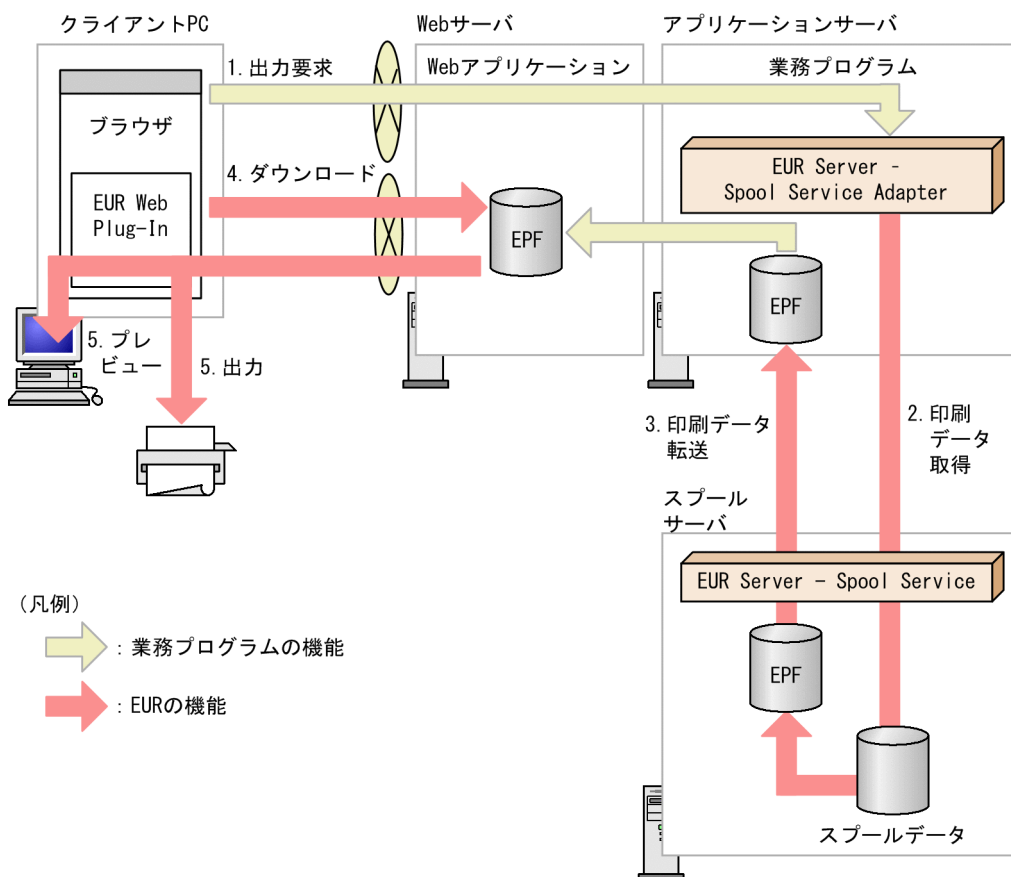 クライアントPC
Webサーバ
アプリケーションサーバ
1. 出力要求
Webアプリケーション
業務プログラム
ブラウザ
EUR Server -
Spool Service Adapter
4. ダウンロード
EUR Web
Plug-In
EPF
EPF
5. プレ
ビュー
5. 出力
3. 印刷データ
転送
2. 印刷
データ
取得
スプール
サーバ
EUR Server - Spool Service
(凡例)
: 業務プログラムの機能
EPF
: EURの機能
スプールデータ